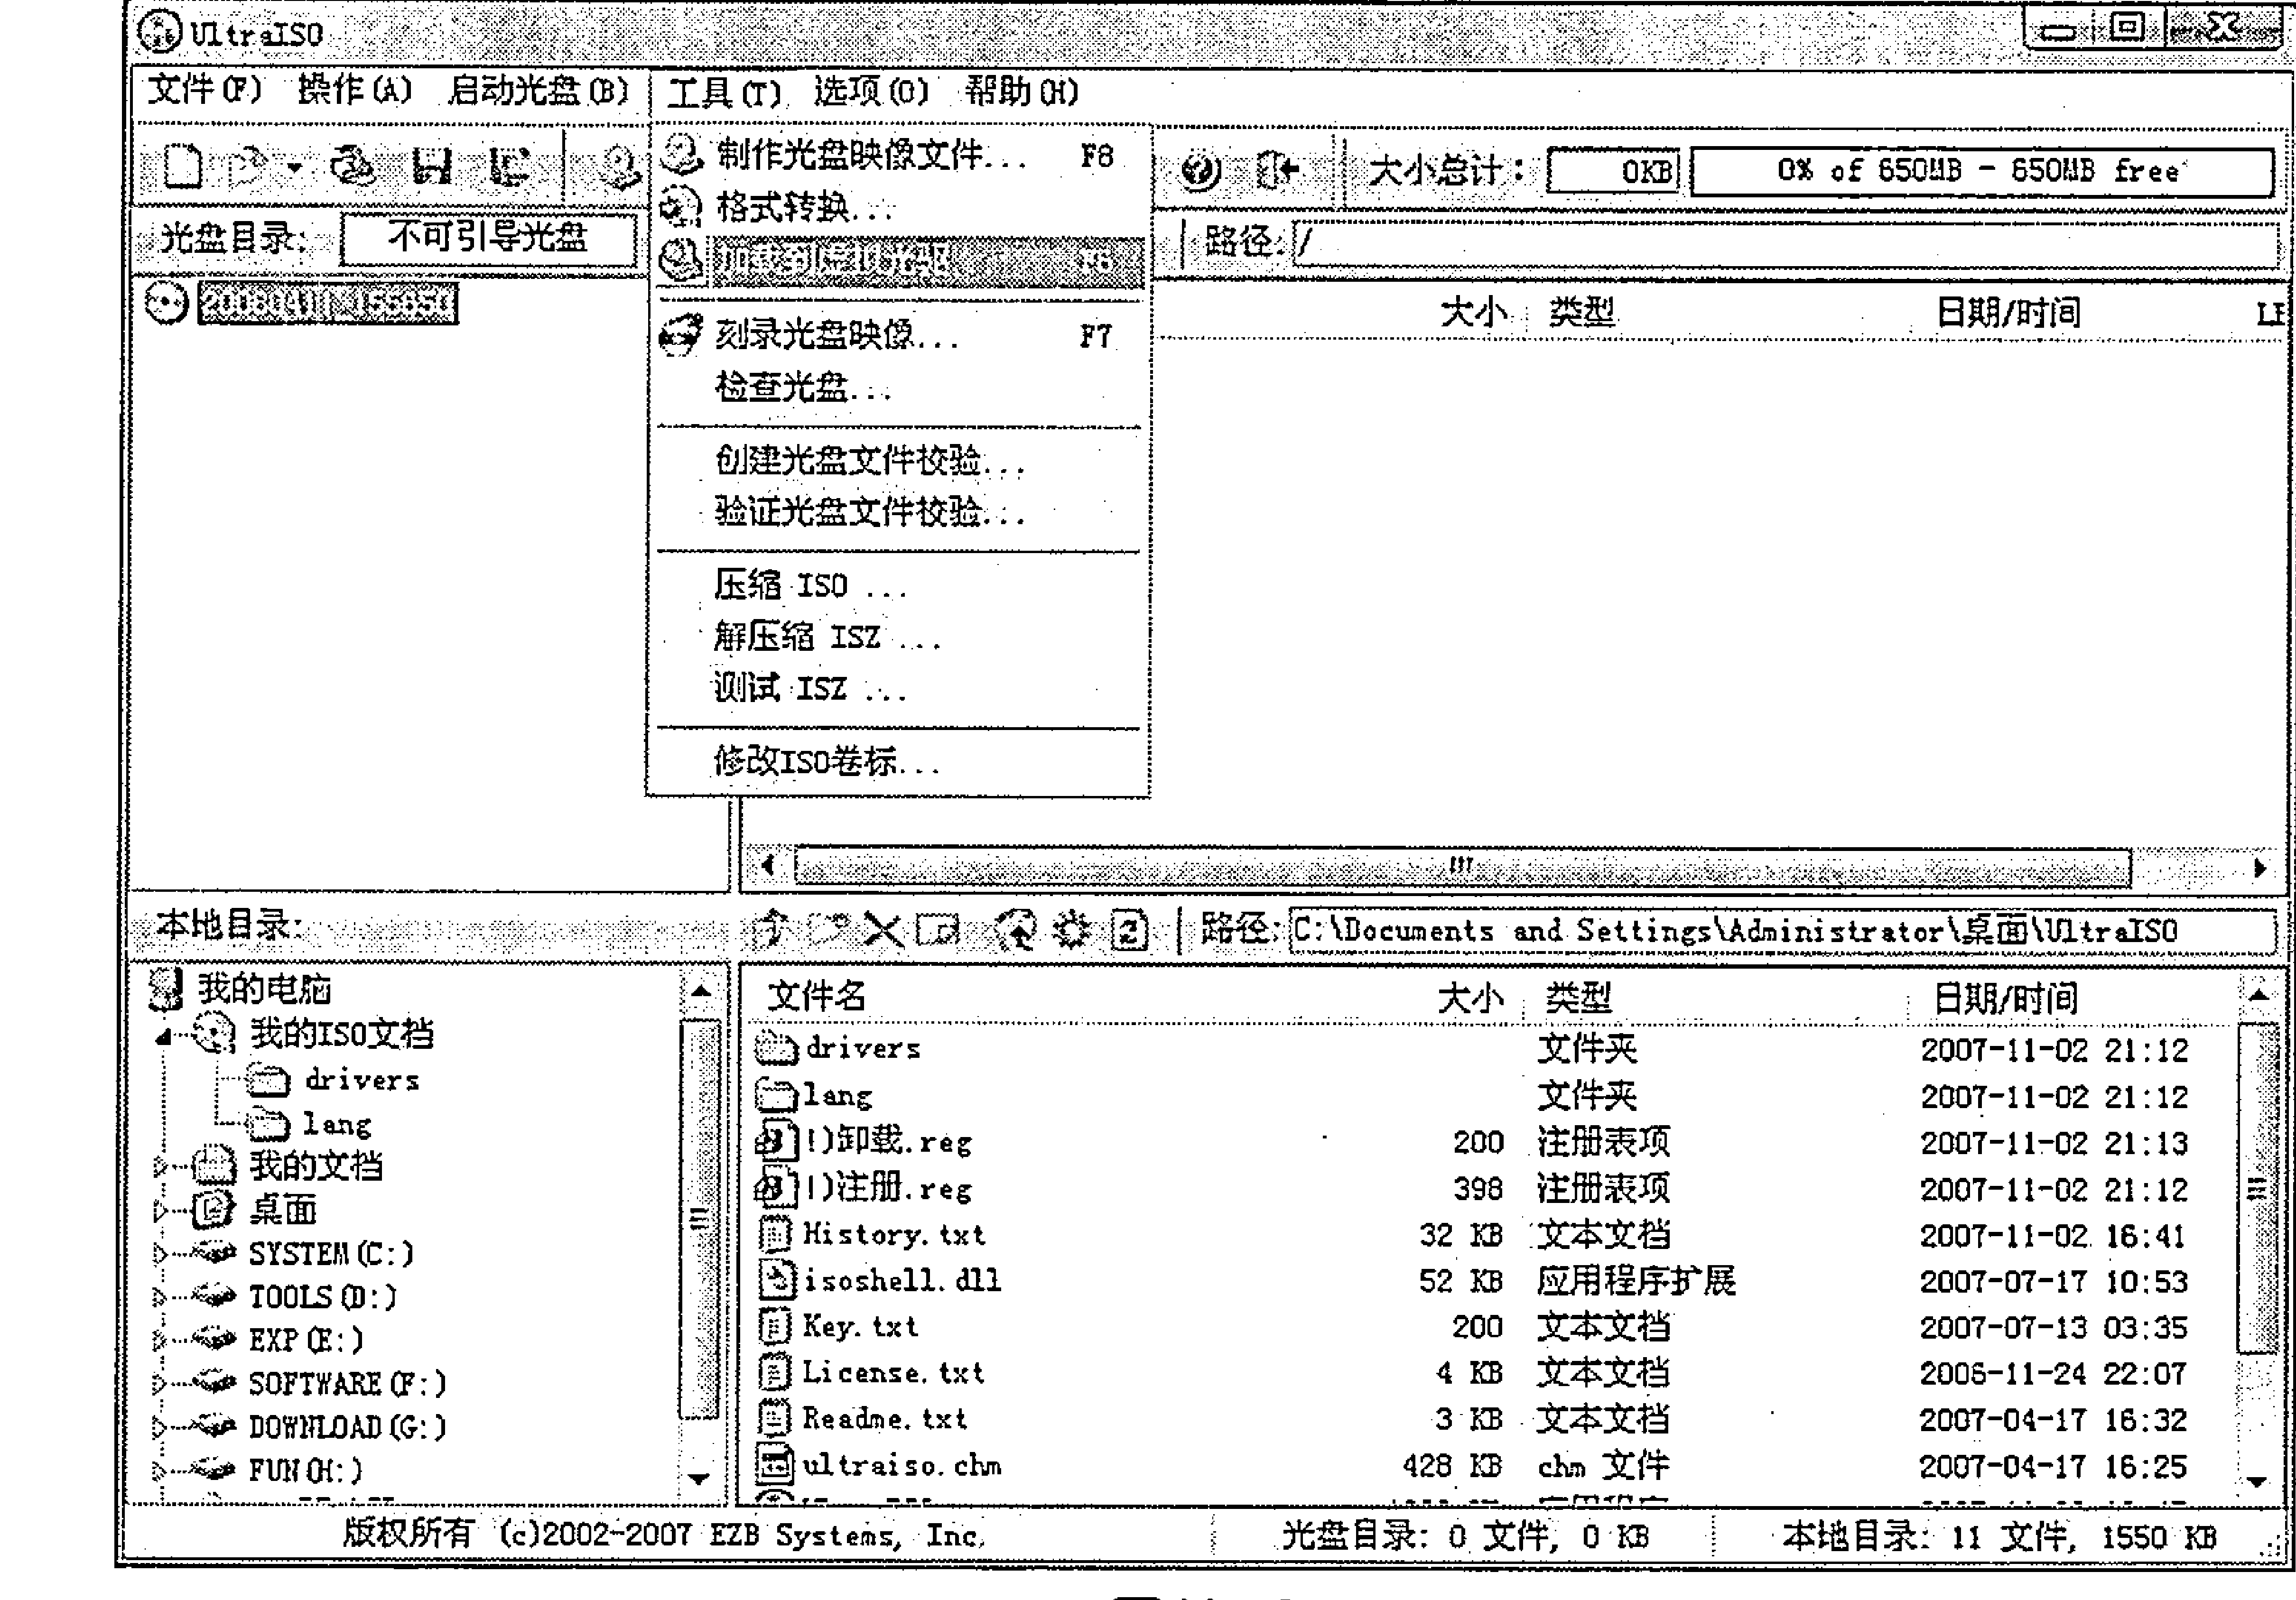 UltraISO
文件(F) 操作(A) 启动光盘(B) 工具(T) 选项(O) 帮助(H)
制作光盘映像文件... F8
格式转换...
加载到虚拟光驱 F6
刻录光盘映像... F7
检查光盘...
创建光盘文件校验...
验证光盘文件校验...
压缩 ISO ...
解压缩 ISZ ...
测试 ISZ ...
修改ISO卷标...
大小总计: 0KB 0% of 650MB - 650MB free
光盘目录: 不可引导光盘 路径: /
大小 类型 日期/时间
本地目录: 路径: C:\Documents and Settings\Administrator\桌面\UltraISO
我的电脑
我的ISO文档
drivers
lang
我的文档
桌面
SYSTEM(C:)
TOOLS(D:)
EXP(E:)
SOFTWARE(F:)
DOWNLOAD(G:)
FUN(H:)
文件名 大小 类型 日期/时间
drivers 文件夹 2007-11-02 21:12
lang 文件夹 2007-11-02 21:12
!)卸载.reg 200 注册表项 2007-11-02 21:13
!)注册.reg 398 注册表项 2007-11-02 21:12
History.txt 32 KB 文本文档 2007-11-02 16:41
isoshell.dll 52 KB 应用程序扩展 2007-07-17 10:53
Key.txt 200 文本文档 2007-07-13 03:35
License.txt 4 KB 文本文档 2006-11-24 22:07
Readme.txt 3 KB 文本文档 2007-04-17 16:32
ultraiso.chm 428 KB chm 文件 2007-04-17 16:25
版权所有 (c)2002-2007 EZB Systems, Inc. 光盘目录: 0 文件, 0 KB 本地目录: 11 文件, 1550 KB